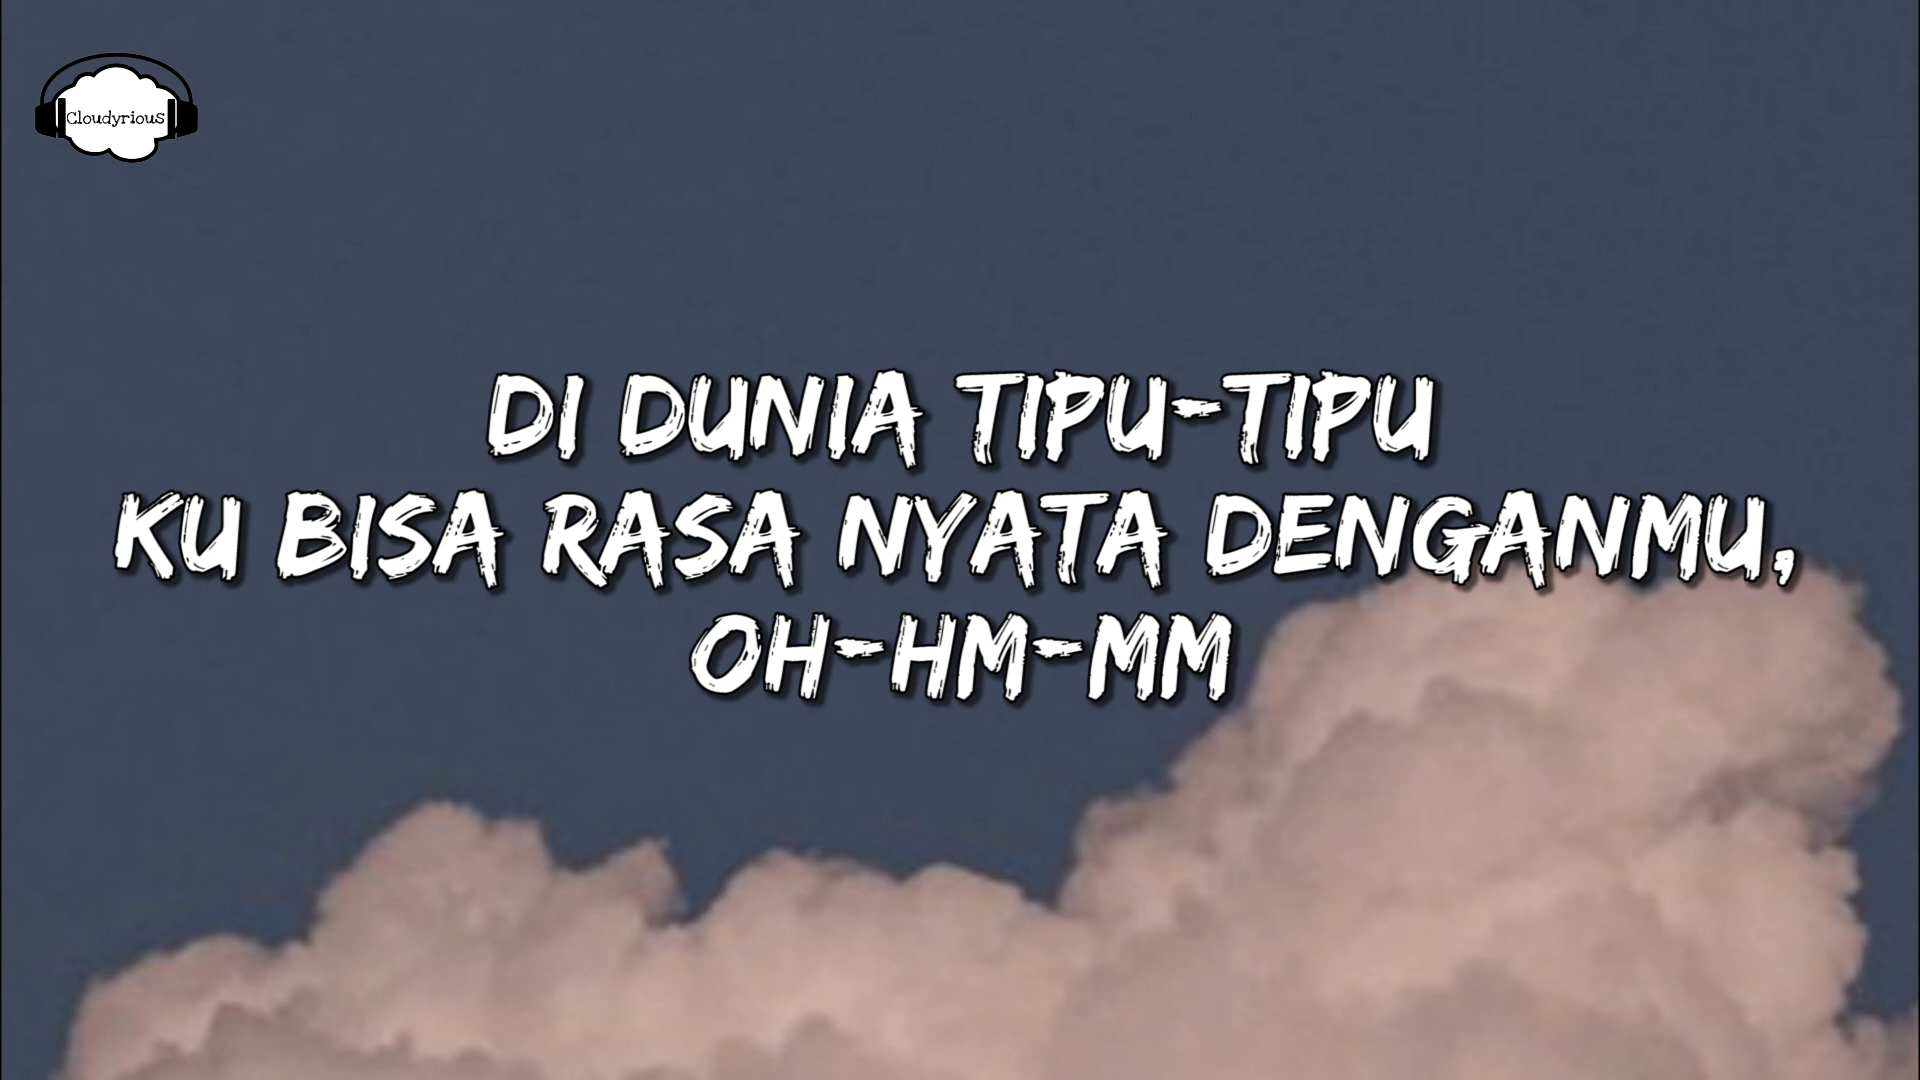 Cloudyrious
DI DUNIA TIPU-TIPU
KU BISA RASA NYATA DENGANMU,
OH-HM-MM